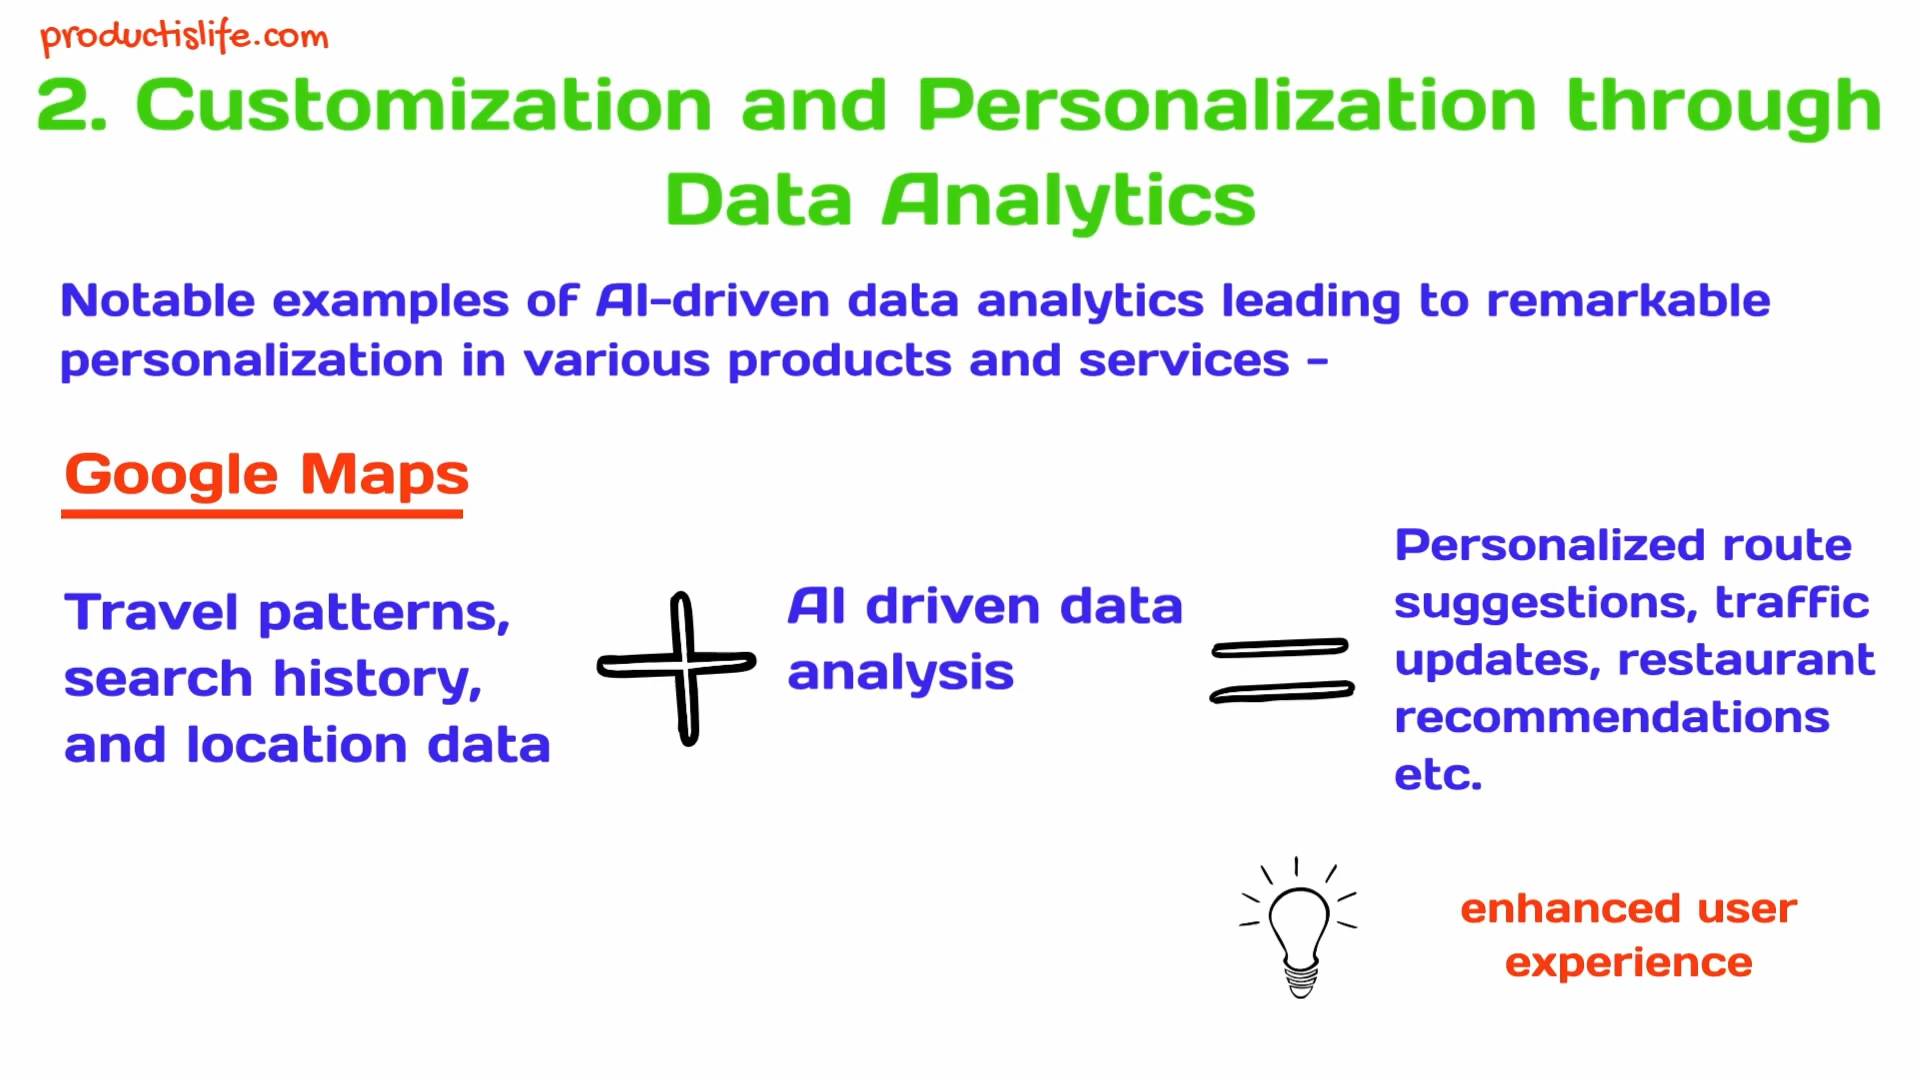 productislife.com
2. Customization and Personalization through
Data Analytics
Notable examples of AI-driven data analytics leading to remarkable
personalization in various products and services -
Google Maps
Travel patterns,
search history,
and location data
AI driven data
analysis
Personalized route
suggestions, traffic
updates, restaurant
recommendations
etc.
enhanced user
experience